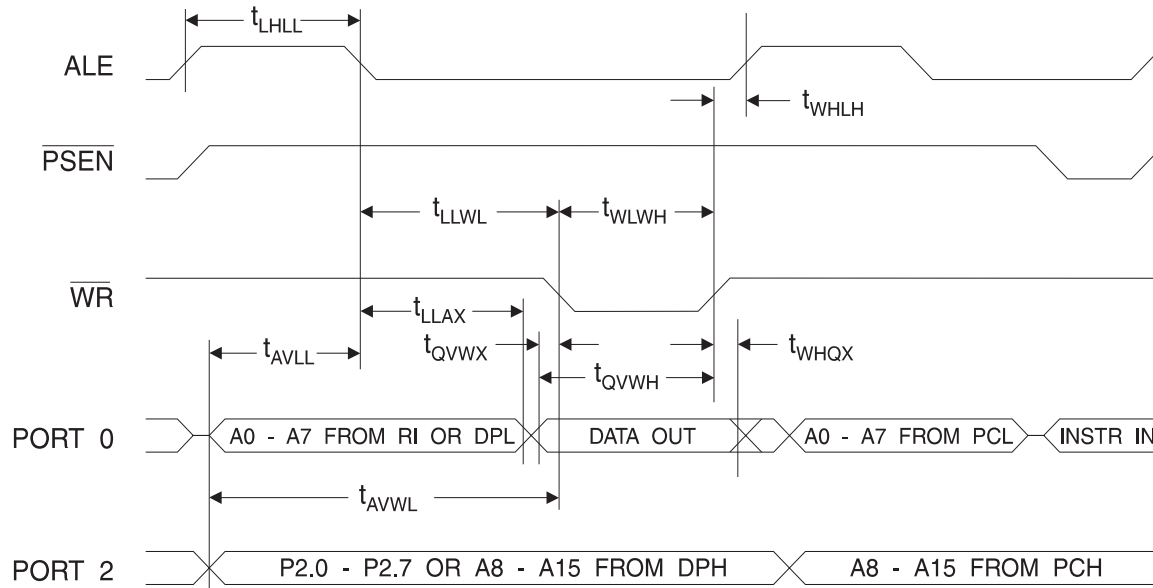 tLHLL
ALE
tWHLH
PSEN
tLLWL
tWLWH
WR
tLLAX
tAVLL
tQVWX
tWHQX
tQVWH
PORT 0
A0 - A7 FROM RI OR DPL
DATA OUT
A0 - A7 FROM PCL
INSTR IN
tAVWL
PORT 2
P2.0 - P2.7 OR A8 - A15 FROM DPH
A8 - A15 FROM PCH